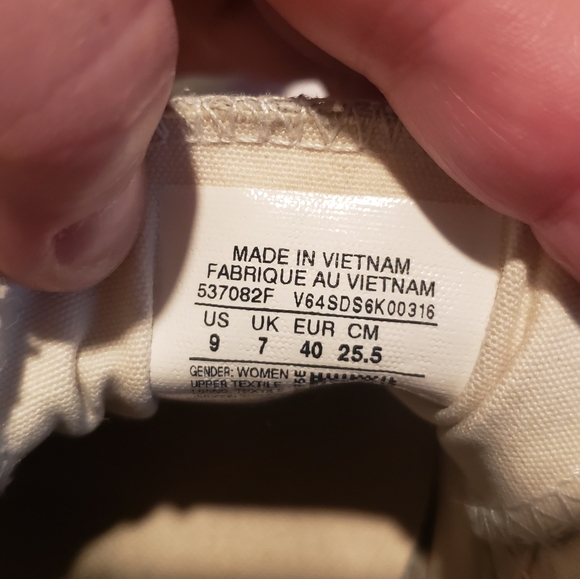 MADE IN VIETNAM
FABRIQUE AU VIETNAM
537082F V64SDS6K00316
US UK EUR CM
9 7 40 25.5
GENDER: WOMEN
UPPER TEXTILE